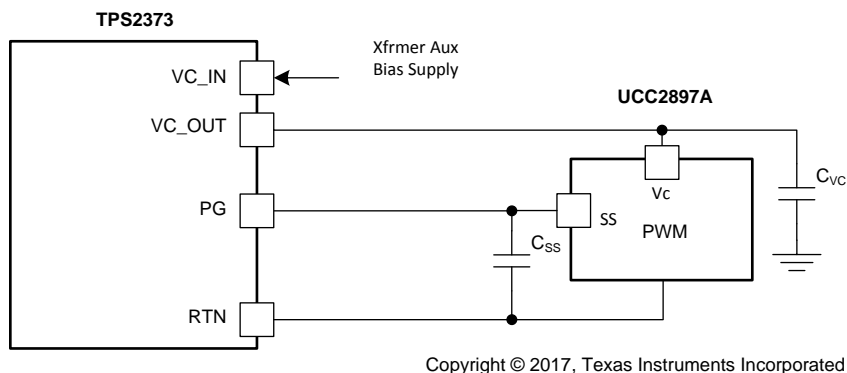 TPS2373
Xfrmer Aux
Bias Supply
VC_IN
UCC2897A
VC_OUT
Vc
CVC
PG
SS
PWM
CSS
RTN
Copyright © 2017, Texas Instruments Incorporated